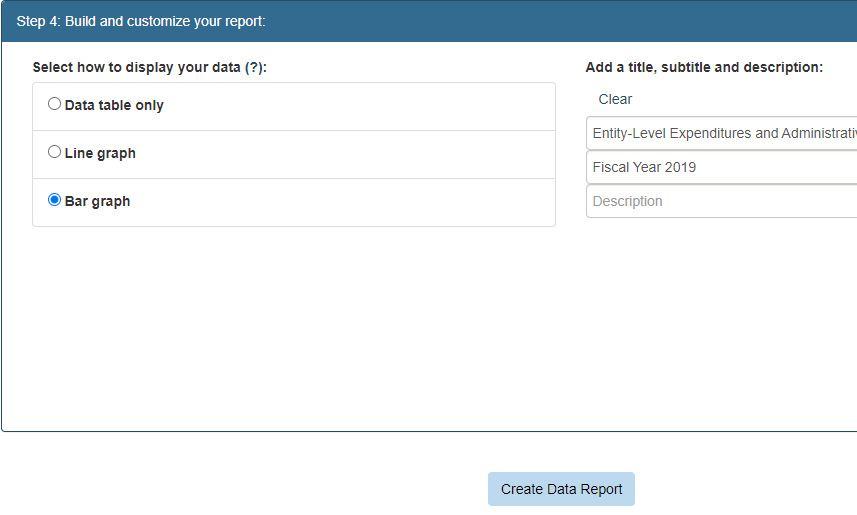 Step 4: Build and customize your report:
Select how to display your data (?):
Data table only
Line graph
Bar graph
Add a title, subtitle and description:
Clear
Entity-Level Expenditures and
Fiscal Year 2019
Description
Create Data Report